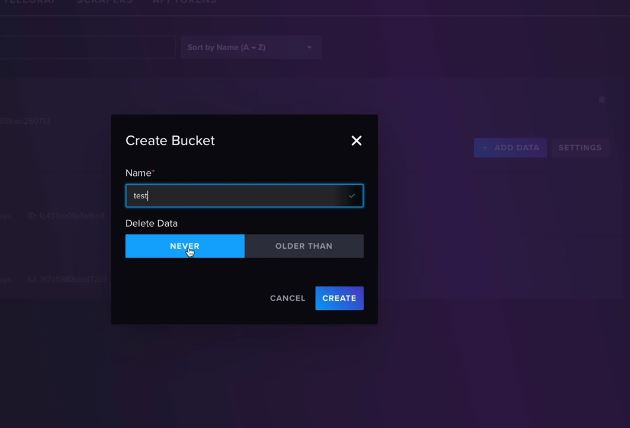 TELEGRAF SCRAPERS API TOKENS
Sort by Name (A → Z)
Create Bucket
Name*
test
Delete Data
NEVER
OLDER THAN
CANCEL
CREATE
+ ADD DATA
SETTINGS